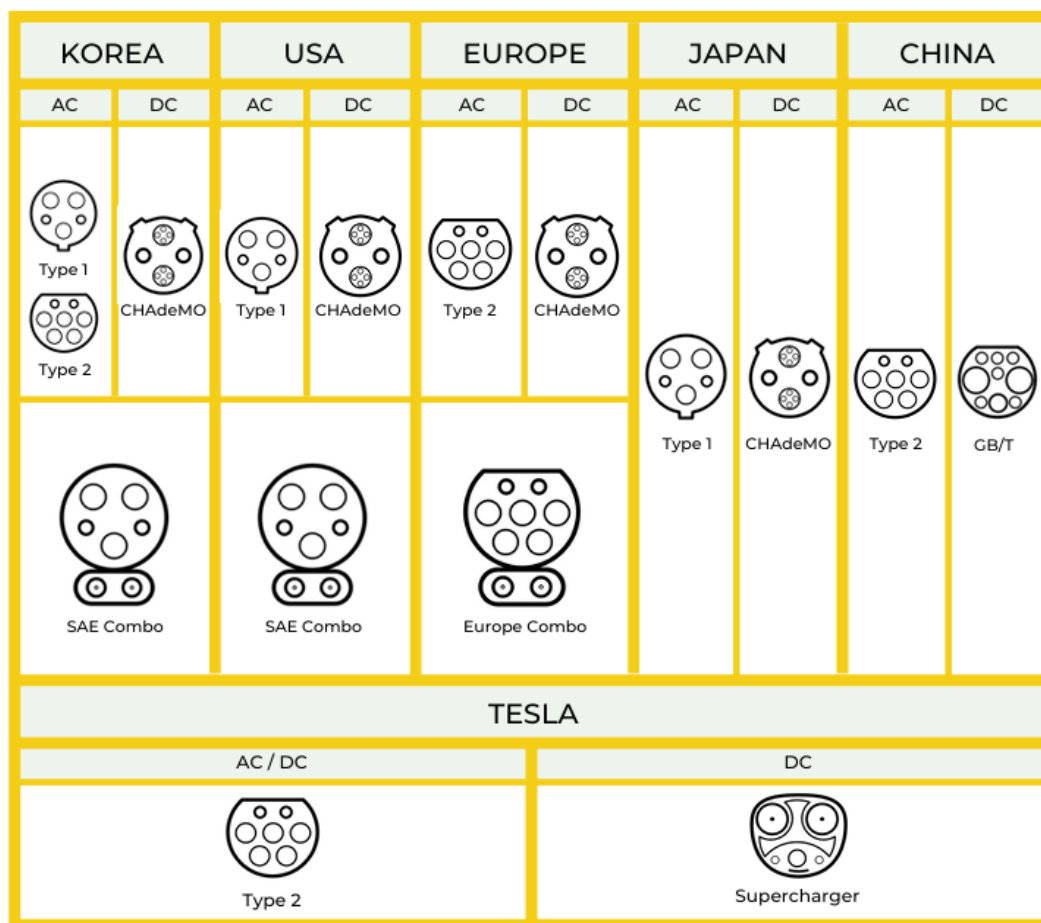 KOREA
USA
EUROPE
JAPAN
CHINA
AC
DC
AC
DC
AC
DC
AC
DC
AC
DC
Type 1
Type 2
CHAdeMO
Type 1
CHAdeMO
Type 2
CHAdeMO
Type 1
CHAdeMO
Type 2
GB/T
SAE Combo
SAE Combo
Europe Combo
TESLA
AC / DC
DC
Type 2
Supercharger